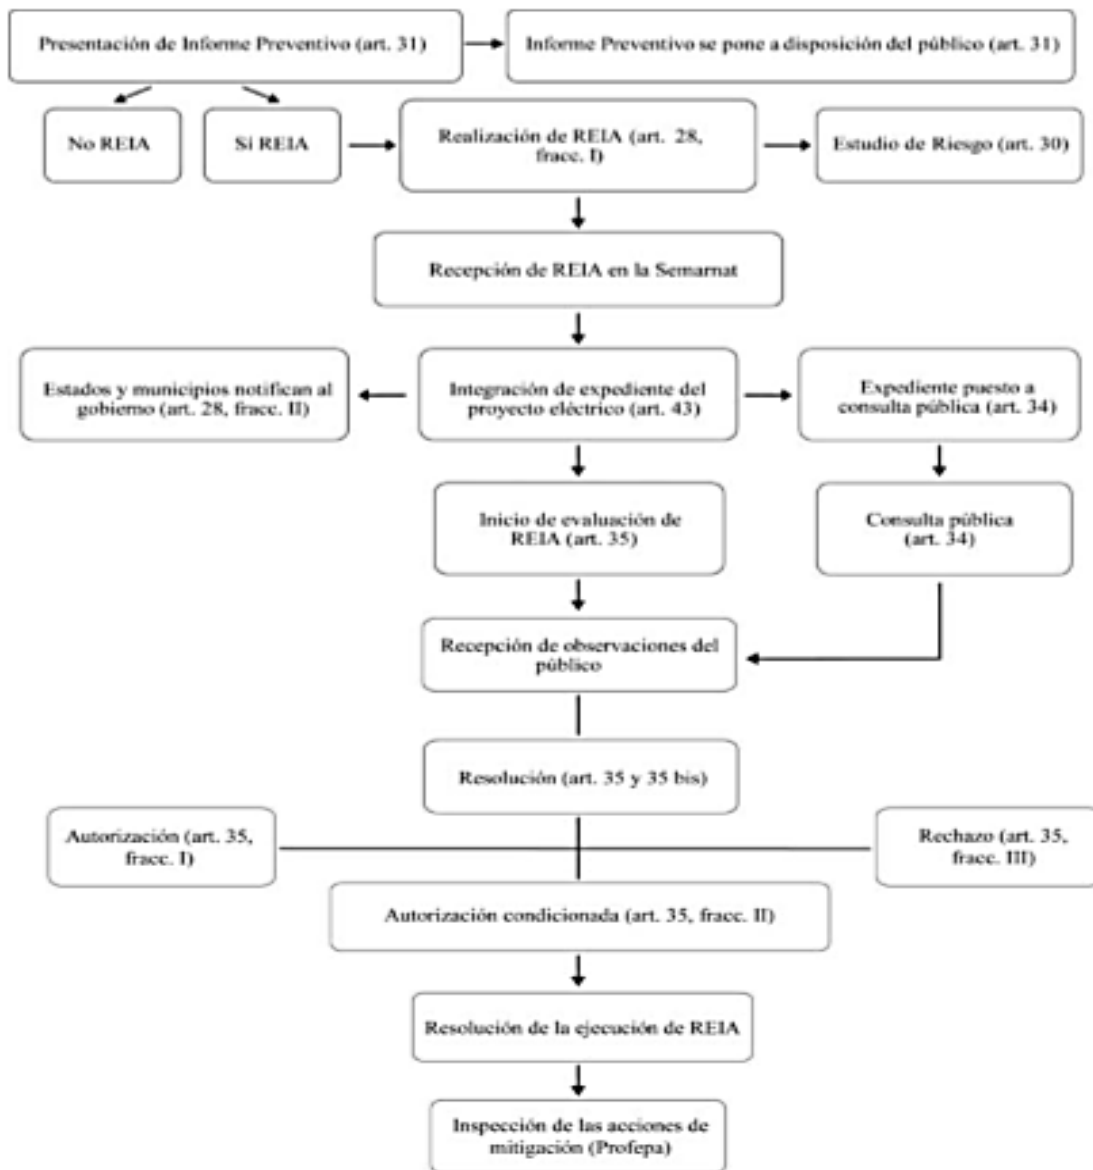 Presentación de Informe Preventivo (art. 31)
Informe Preventivo se pone a disposición del público (art. 31)
No REIA
Sí REIA
Realización de REIA (art. 28,
fracc. I)
Estudio de Riesgo (art. 30)
Recepción de REIA en la Semarnat
Estados y municipios notifican al
gobierno (art. 28, fracc. II)
Integración de expediente del
proyecto eléctrico (art. 43)
Expediente puesto a
consulta pública (art. 34)
Inicio de evaluación de
REIA (art. 35)
Consulta pública
(art. 34)
Recepción de observaciones del
público
Resolución (art. 35 y 35 bis)
Autorización (art. 35,
fracc. I)
Rechazo (art. 35,
fracc. III)
Autorización condicionada (art. 35, fracc. II)
Resolución de la ejecución de REIA
Inspección de las acciones de
mitigación (Profepa)